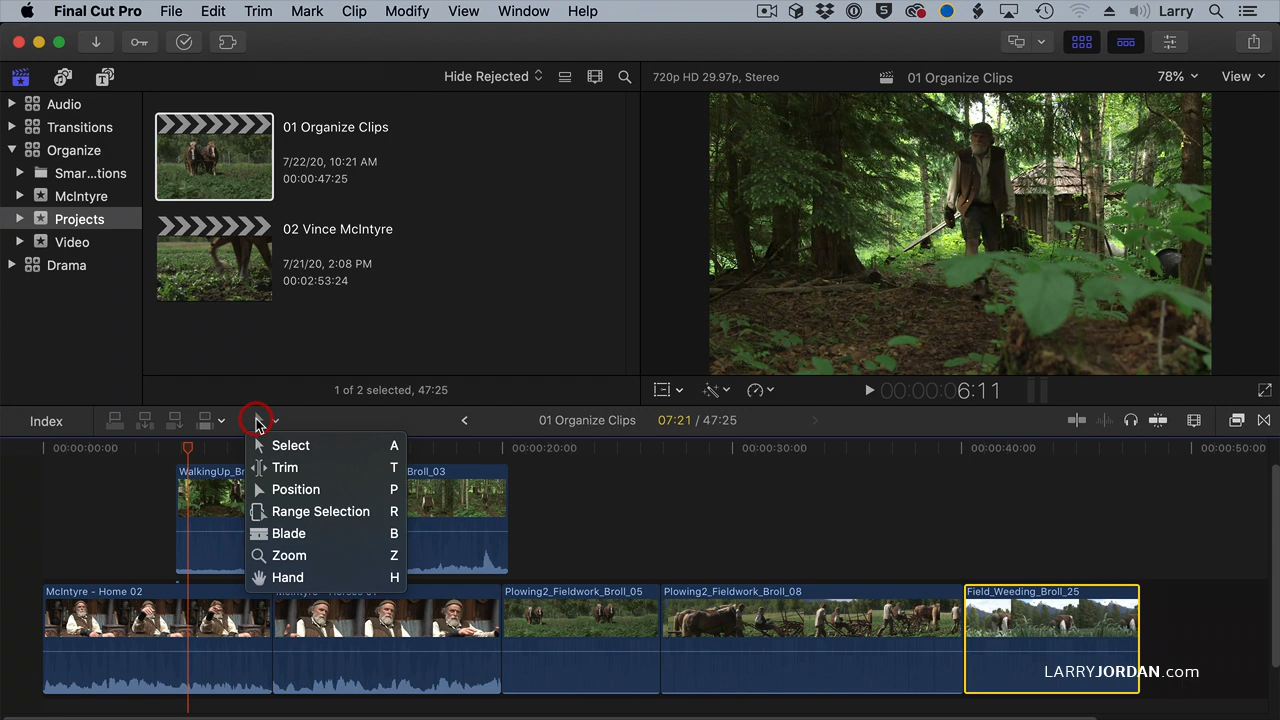 Final Cut Pro File Edit Trim Mark Clip Modify View Window Help Larry
Hide Rejected 720p HD 29.97p, Stereo 01 Organize Clips 78% View
Audio
Transitions
Organize
Smar...tions
McIntyre
Projects
Video
Drama
01 Organize Clips
7/22/20, 10:21 AM
00:00:47:25
02 Vince McIntyre
7/21/20, 2:08 PM
00:02:53:24
1 of 2 selected, 47:25
00:00:06:11
Index 01 Organize Clips 07:21 / 47:25
00:00:00:00 00:00:20:00 00:00:30:00 00:00:40:00 00:00:50:00
Select A
Trim T
Position P
Range Selection R
Blade B
Zoom Z
Hand H
WalkingUp_Br Broll_03
McIntyre - Home 02 Plowing2_Fieldwork_Broll_05 Plowing2_Fieldwork_Broll_08 Field_Weeding_Broll_25
LARRYJORDAN.com